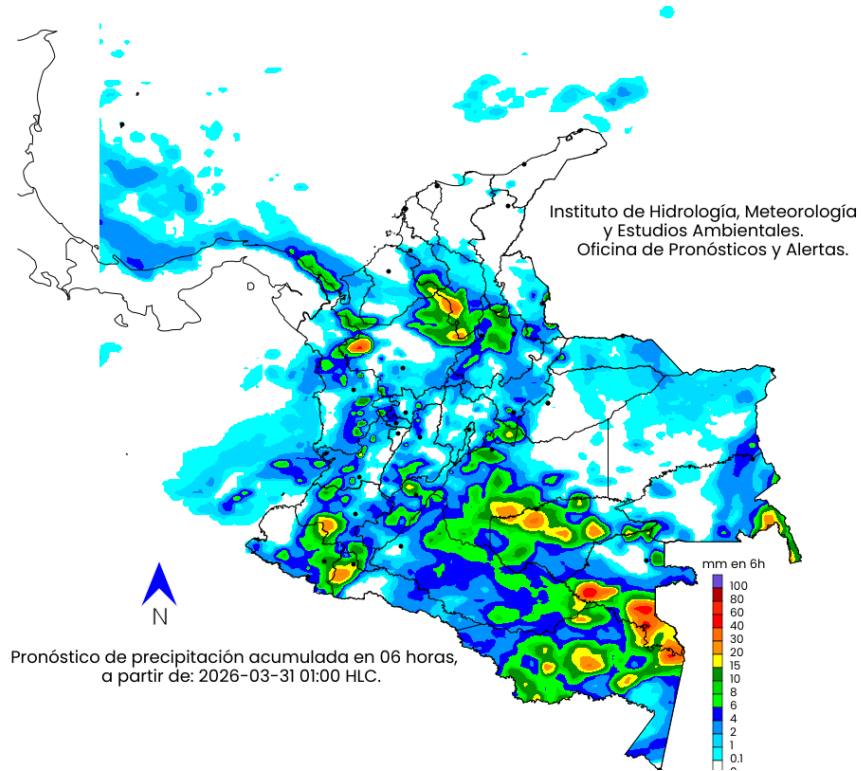 Instituto de Hidrología, Meteorología
y Estudios Ambientales.
Oficina de Pronósticos y Alertas.
mm en 6h
100
80
60
40
30
20
15
10
8
6
4
2
1
0.1
0
N
Pronóstico de precipitación acumulada en 06 horas,
a partir de: 2026-03-31 01:00 HLC.